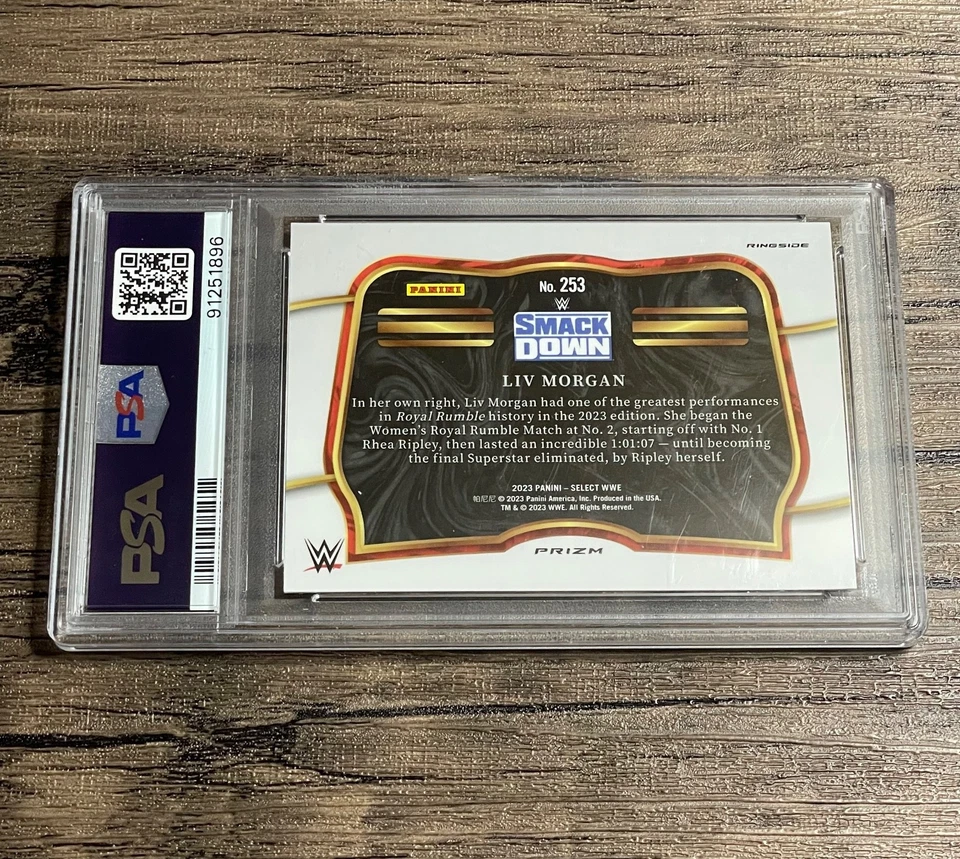 91251896
PSA
PSA
RINGSIDE
PANINI
No. 253
W
SMACK
DOWN
LIV MORGAN
In her own right, Liv Morgan had one of the greatest performances
in Royal Rumble history in the 2023 edition. She began the
Women's Royal Rumble Match at No. 2, starting off with No. 1
Rhea Ripley, then lasted an incredible 1:01:07 — until becoming
the final Superstar eliminated, by Ripley herself.
2023 PANINI – SELECT WWE
帕尼尼 © 2023 Panini America, Inc. Produced in the USA.
TM & © 2023 WWE. All Rights Reserved.
W
PRIZM